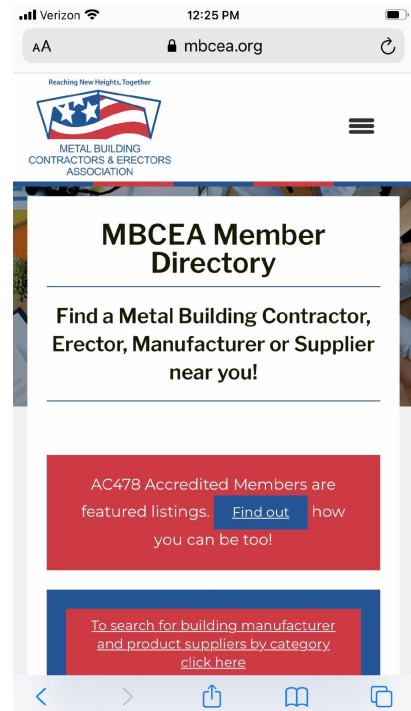 Verizon 12:25 PM
AA mbcea.org
Reaching New Heights, Together
METAL BUILDING
CONTRACTORS & ERECTORS
ASSOCIATION
MBCEA Member
Directory
Find a Metal Building Contractor,
Erector, Manufacturer or Supplier
near you!
AC478 Accredited Members are
featured listings. Find out how
you can be too!
To search for building manufacturer
and product suppliers by category
click here